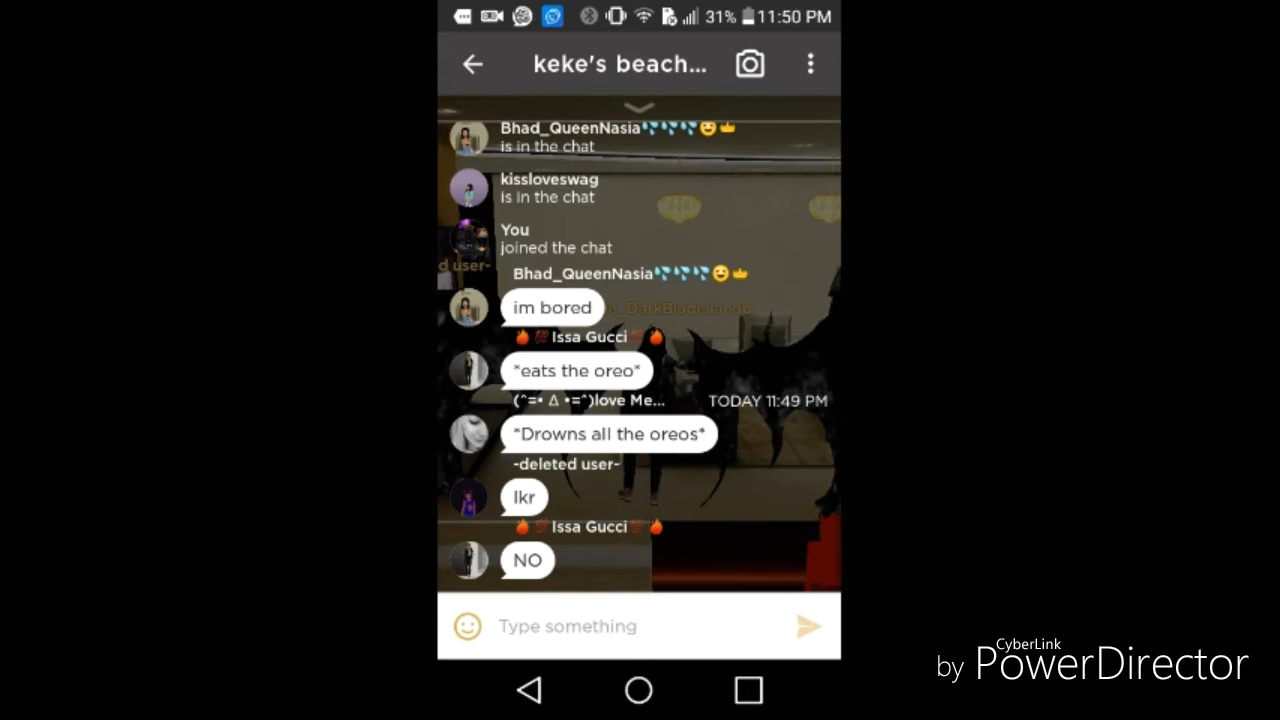 31% 11:50 PM
keke's beach...
Bhad_QueenNasia💦💦💦😆👑
is in the chat
kissloveswag
is in the chat
You
joined the chat
d user-
Bhad_QueenNasia💦💦💦😆👑
im bored
e_DarkBladeJacob
🔥💯Issa Gucci💯🔥
*eats the oreo*
(^=• Δ •=^)love Me... TODAY 11:49 PM
*Drowns all the oreos*
-deleted user-
Ikr
🔥💯Issa Gucci💯🔥
NO
Type something
CyberLink
by PowerDirector